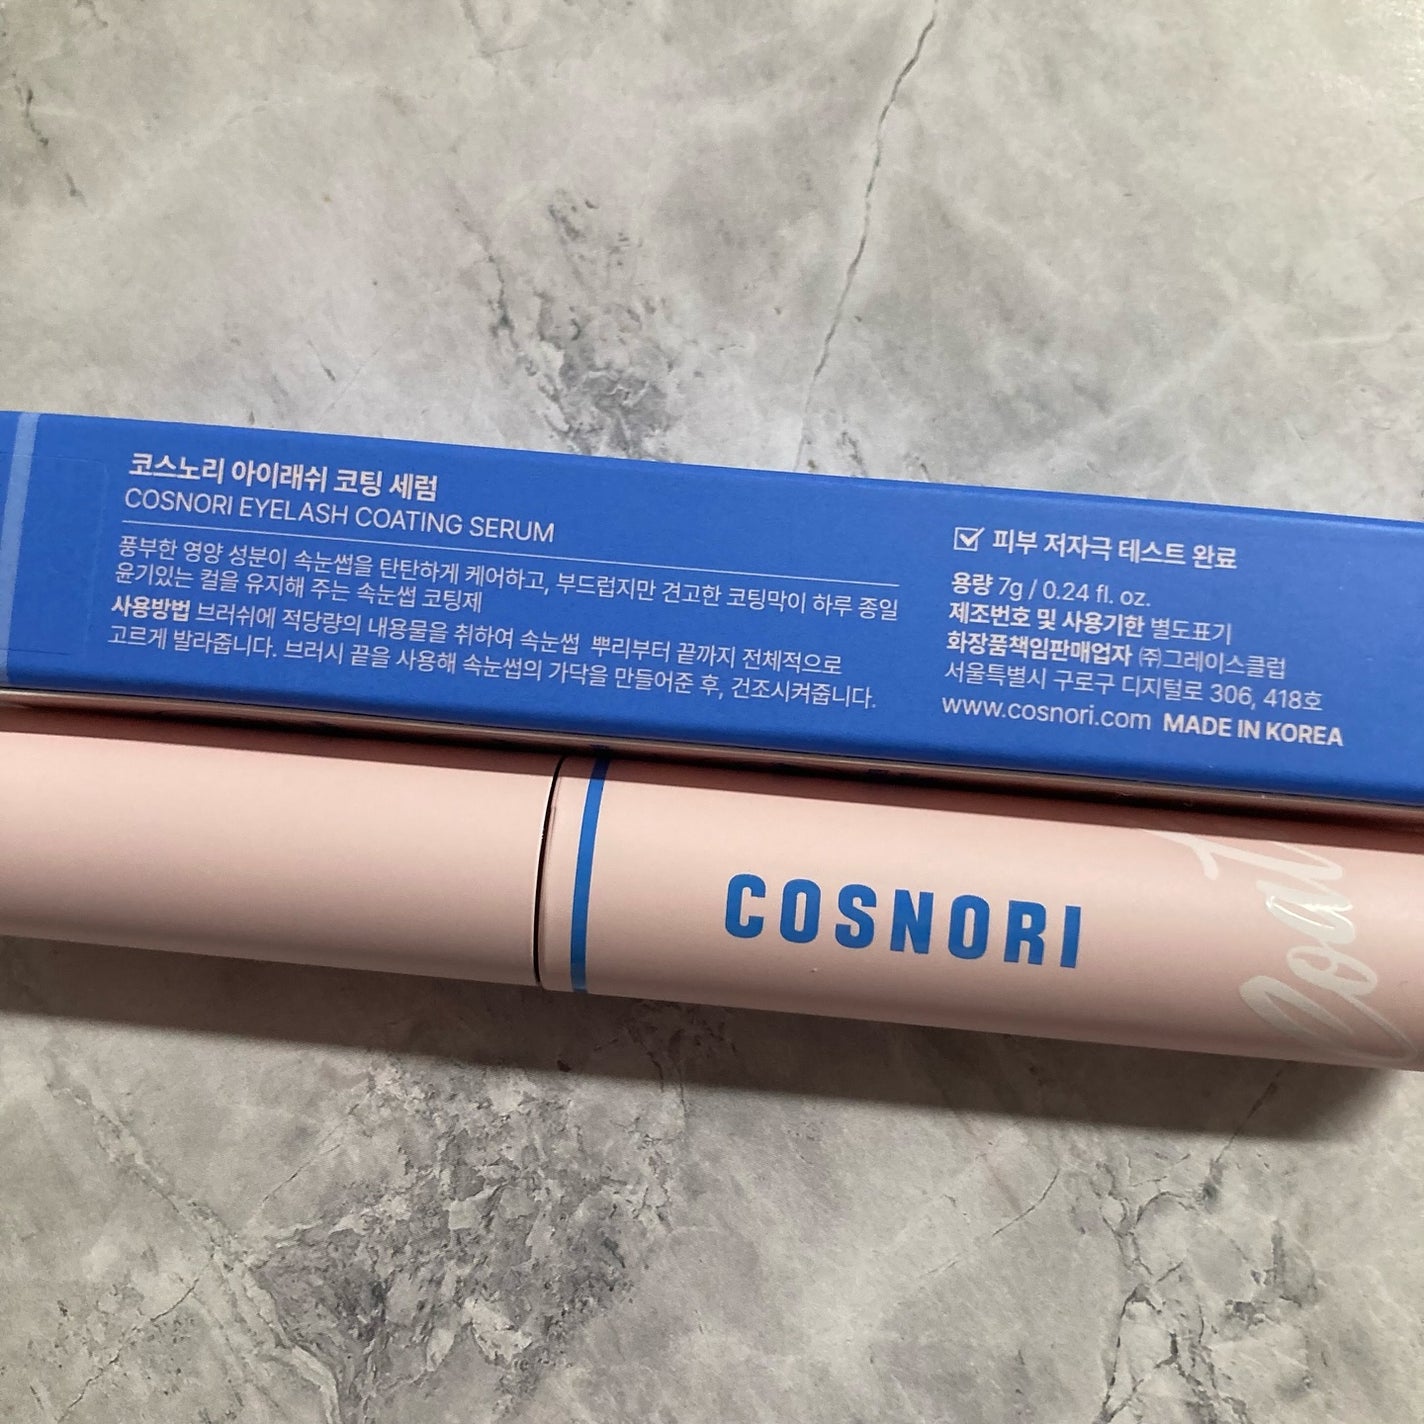 코스노리 아이래쉬 코팅 세럼
COSNORI EYELASH COATING SERUM
풍부한 영양 성분이 속눈썹을 탄탄하게 케어하고, 부드럽지만 견고한 코팅막이 하루 종일
윤기있는 컬을 유지해 주는 속눈썹 코팅제
사용방법 브러쉬에 적당량의 내용물을 취하여 속눈썹 뿌리부터 끝까지 전체적으로
고르게 발라줍니다. 브러시 끝을 사용해 속눈썹의 가닥을 만들어준 후, 건조시켜줍니다.
피부 저자극 테스트 완료
용량 7g / 0.24 fl. oz.
제조번호 및 사용기한 별도표기
화장품책임판매업자 ㈜그레이스클럽
서울특별시 구로구 디지털로 306, 418호
www.cosnori.com MADE IN KOREA
COSNORI
Coat